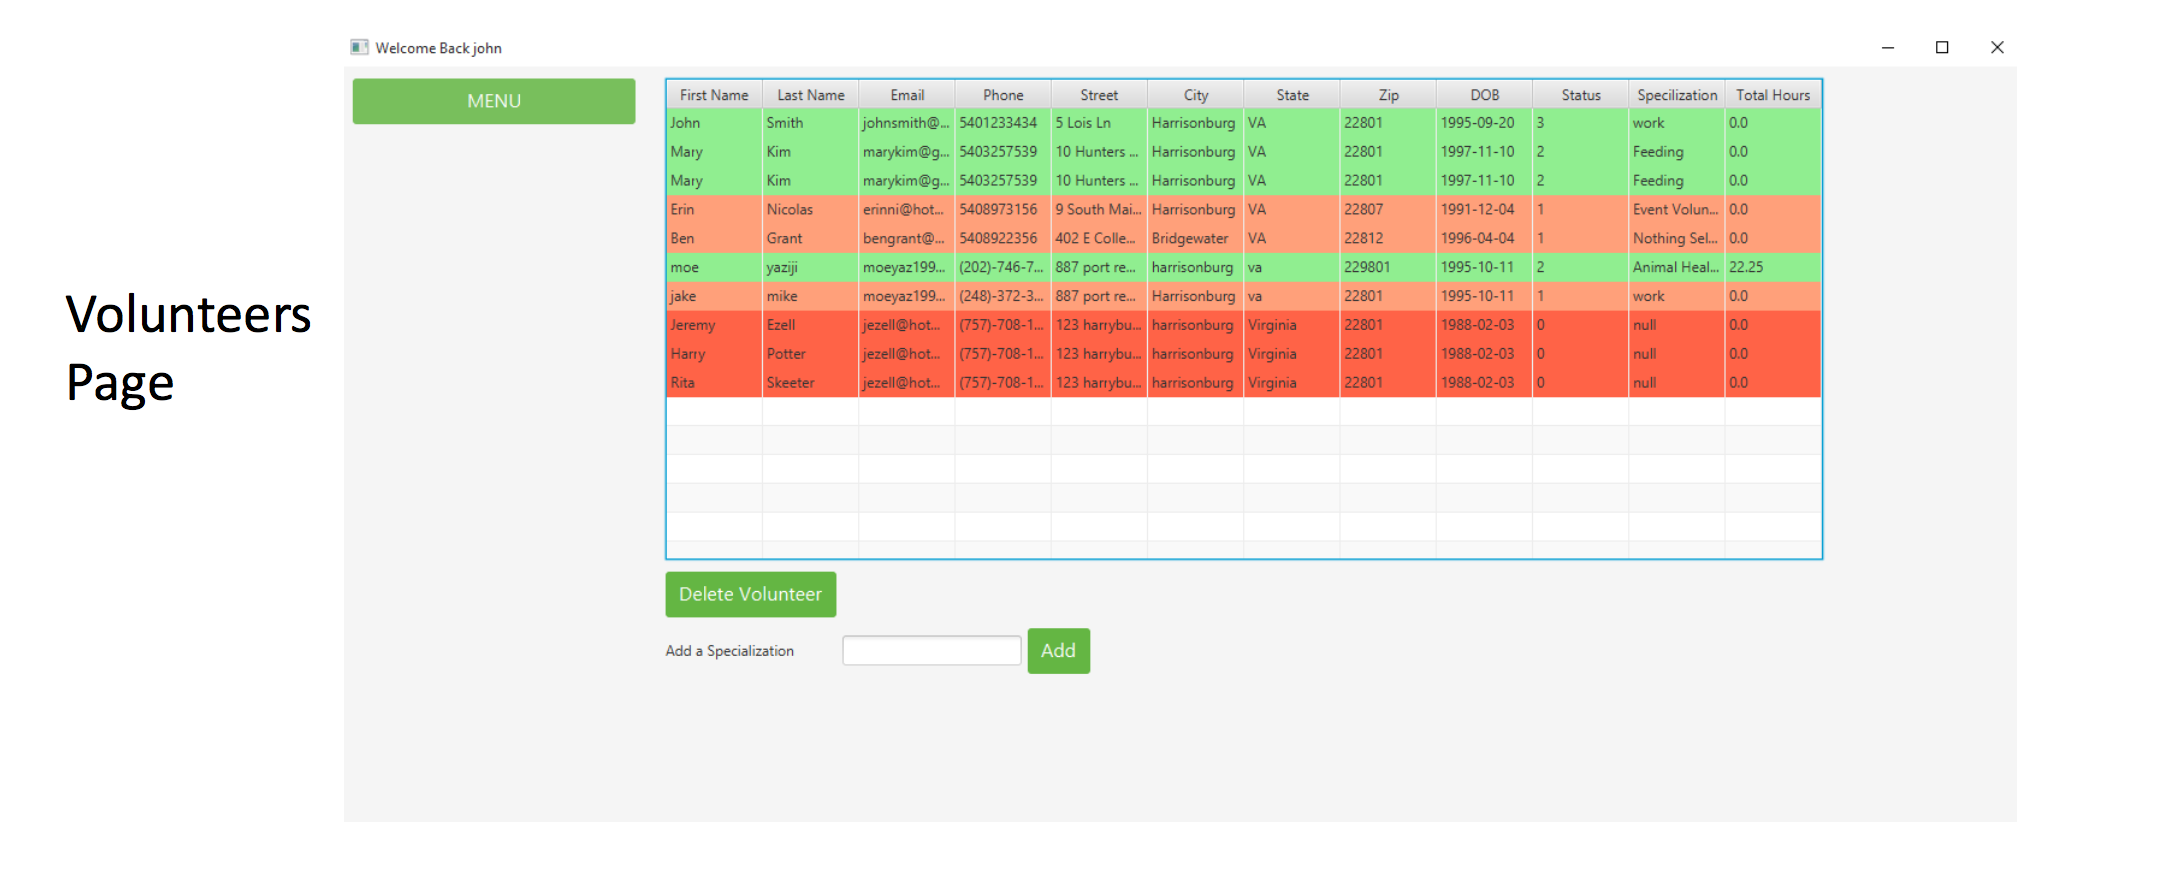 Welcome Back john
MENU
First Name Last Name Email Phone Street City State Zip DOB Status Specilization Total Hours
John Smith johnsmith@... 5401233434 5 Lois Ln Harrisonburg VA 22801 1995-09-20 3 work 0.0
Mary Kim marykim@g... 5403257539 10 Hunters ... Harrisonburg VA 22801 1997-11-10 2 Feeding 0.0
Mary Kim marykim@g... 5403257539 10 Hunters ... Harrisonburg VA 22801 1997-11-10 2 Feeding 0.0
Erin Nicolas erinni@hot... 5408973156 9 South Mai... Harrisonburg VA 22807 1991-12-04 1 Event Volun... 0.0
Ben Grant bengrant@... 5408922356 402 E Colle... Bridgewater VA 22812 1996-04-04 1 Nothing Sel... 0.0
moe yaziji moeyaz199... (202)-746-7... 887 port re... harrisonburg va 229801 1995-10-11 2 Animal Heal... 22.25
jake mike moeyaz199... (248)-372-3... 887 port re... Harrisonburg va 22801 1995-10-11 1 work 0.0
Jeremy Ezell jezell@hot... (757)-708-1... 123 harrybu... harrisonburg Virginia 22801 1988-02-03 0 null 0.0
Harry Potter jezell@hot... (757)-708-1... 123 harrybu... harrisonburg Virginia 22801 1988-02-03 0 null 0.0
Rita Skeeter jezell@hot... (757)-708-1... 123 harrybu... harrisonburg Virginia 22801 1988-02-03 0 null 0.0
Volunteers
Page
Delete Volunteer
Add a Specialization Add